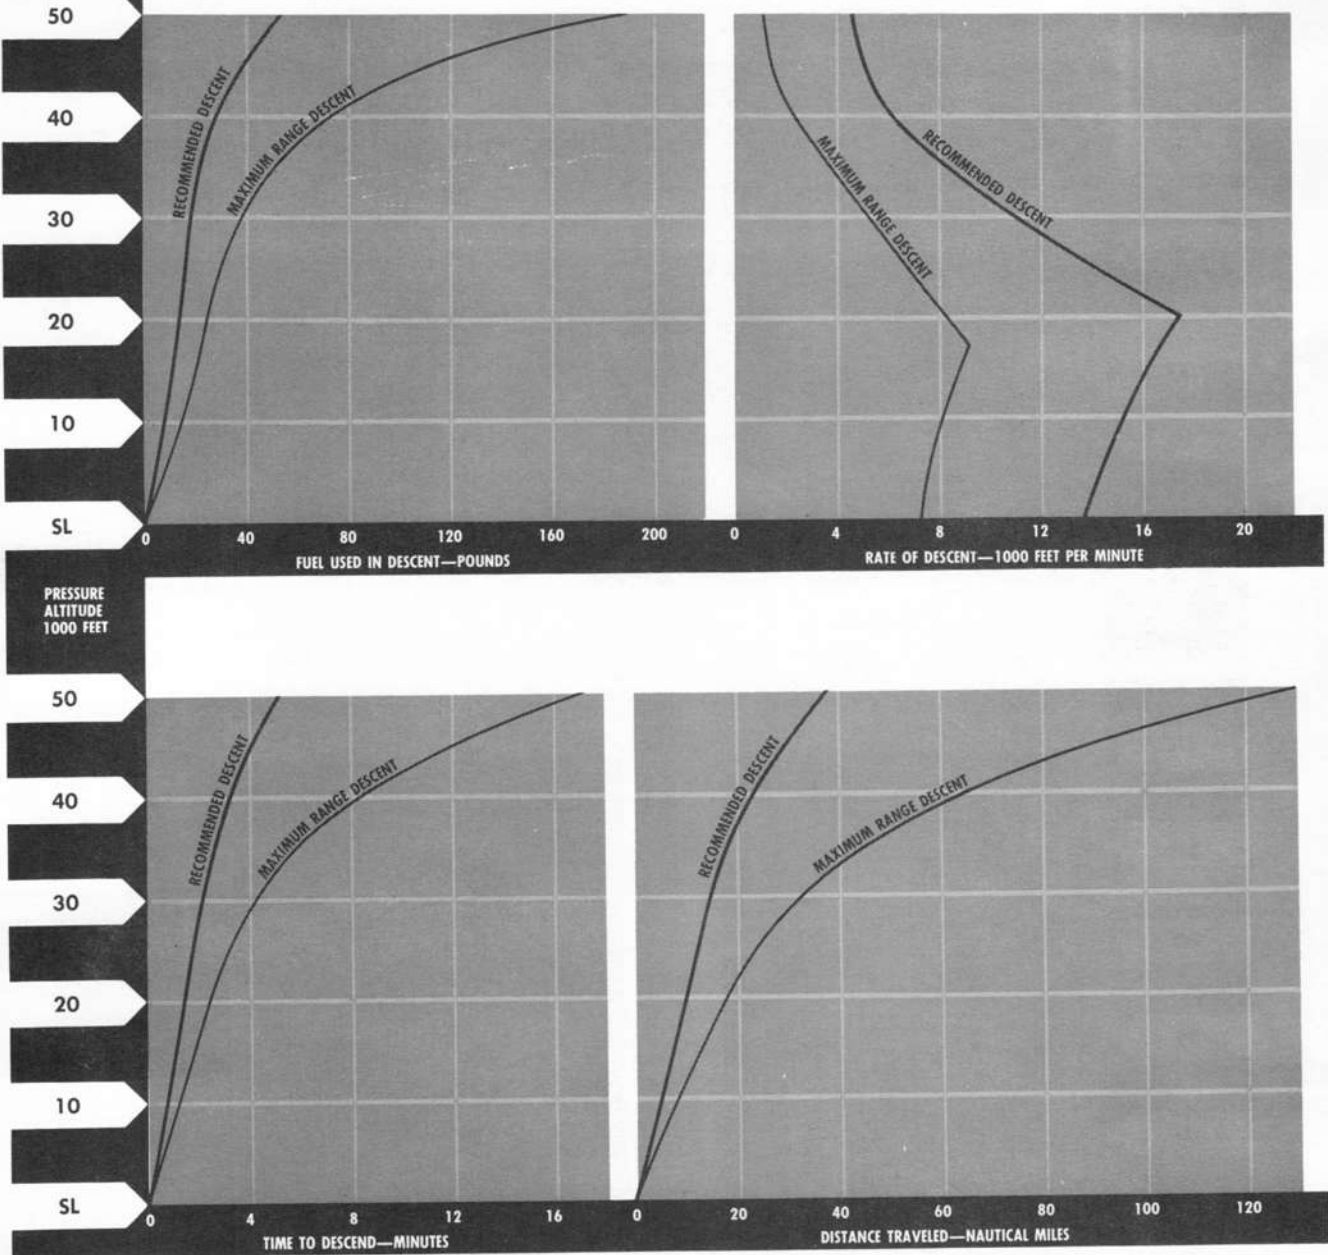 50
40
30
20
10
SL
RECOMMENDED DESCENT
MAXIMUM RANGE DESCENT
MAXIMUM RANGE DESCENT
RECOMMENDED DESCENT
0 40 80 120 160 200
FUEL USED IN DESCENT—POUNDS
0 4 8 12 16 20
RATE OF DESCENT—1000 FEET PER MINUTE
PRESSURE
ALTITUDE
1000 FEET
50
40
30
20
10
SL
RECOMMENDED DESCENT
MAXIMUM RANGE DESCENT
RECOMMENDED DESCENT
MAXIMUM RANGE DESCENT
0 4 8 12 16
TIME TO DESCEND—MINUTES
0 20 40 60 80 100 120
DISTANCE TRAVELED—NAUTICAL MILES